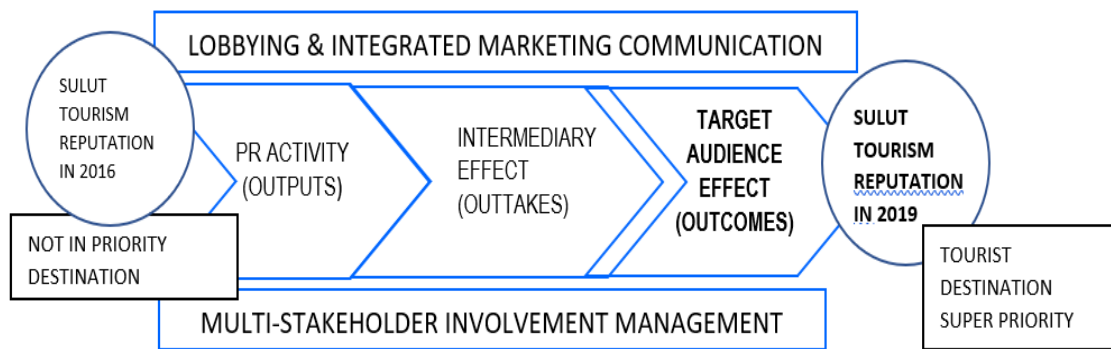 LOBBYING & INTEGRATED MARKETING COMMUNICATION
SULUT
TOURISM
REPUTATION
IN 2016
NOT IN PRIORITY
DESTINATION
PR ACTIVITY
(OUTPUTS)
INTERMEDIARY
EFFECT
(OUTTAKES)
TARGET
AUDIENCE
EFFECT
(OUTCOMES)
SULUT
TOURISM
REPUTATION
IN 2019
TOURIST
DESTINATION
SUPER PRIORITY
MULTI-STAKEHOLDER INVOLVEMENT MANAGEMENT